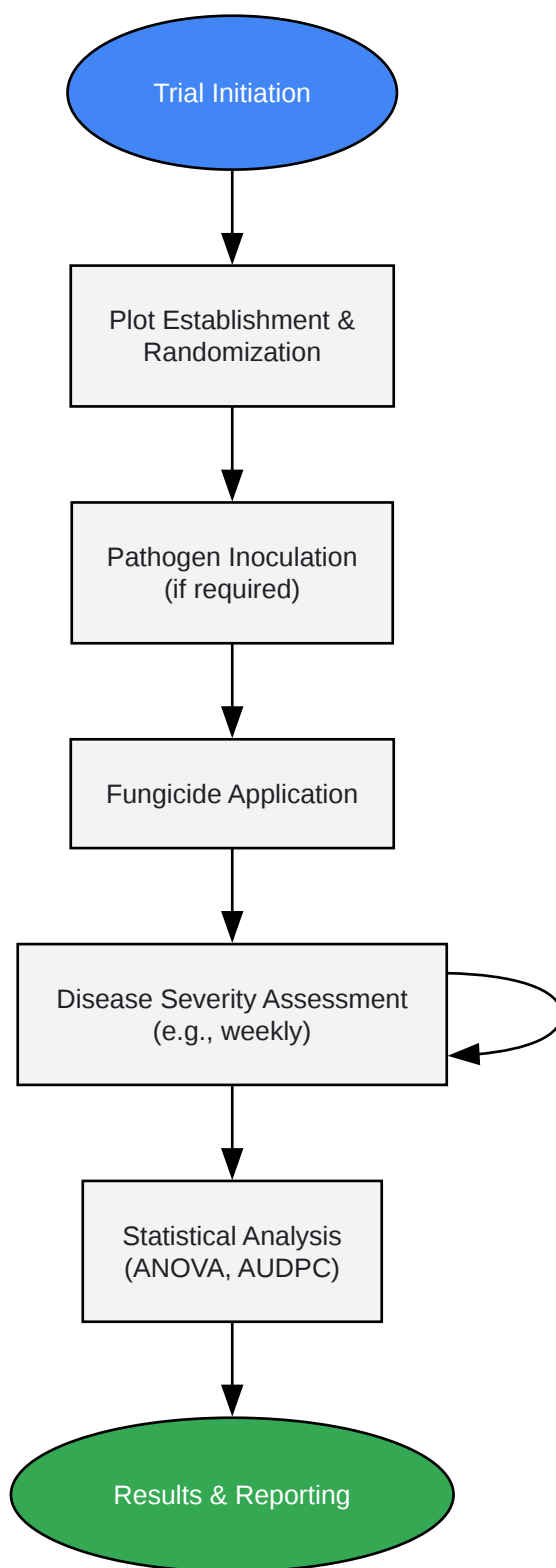 Trial Initiation
Plot Establishment &
Randomization
Pathogen Inoculation
(if required)
Fungicide Application
Disease Severity Assessment
(e.g., weekly)
Statistical Analysis
(ANOVA, AUDPC)
Results & Reporting